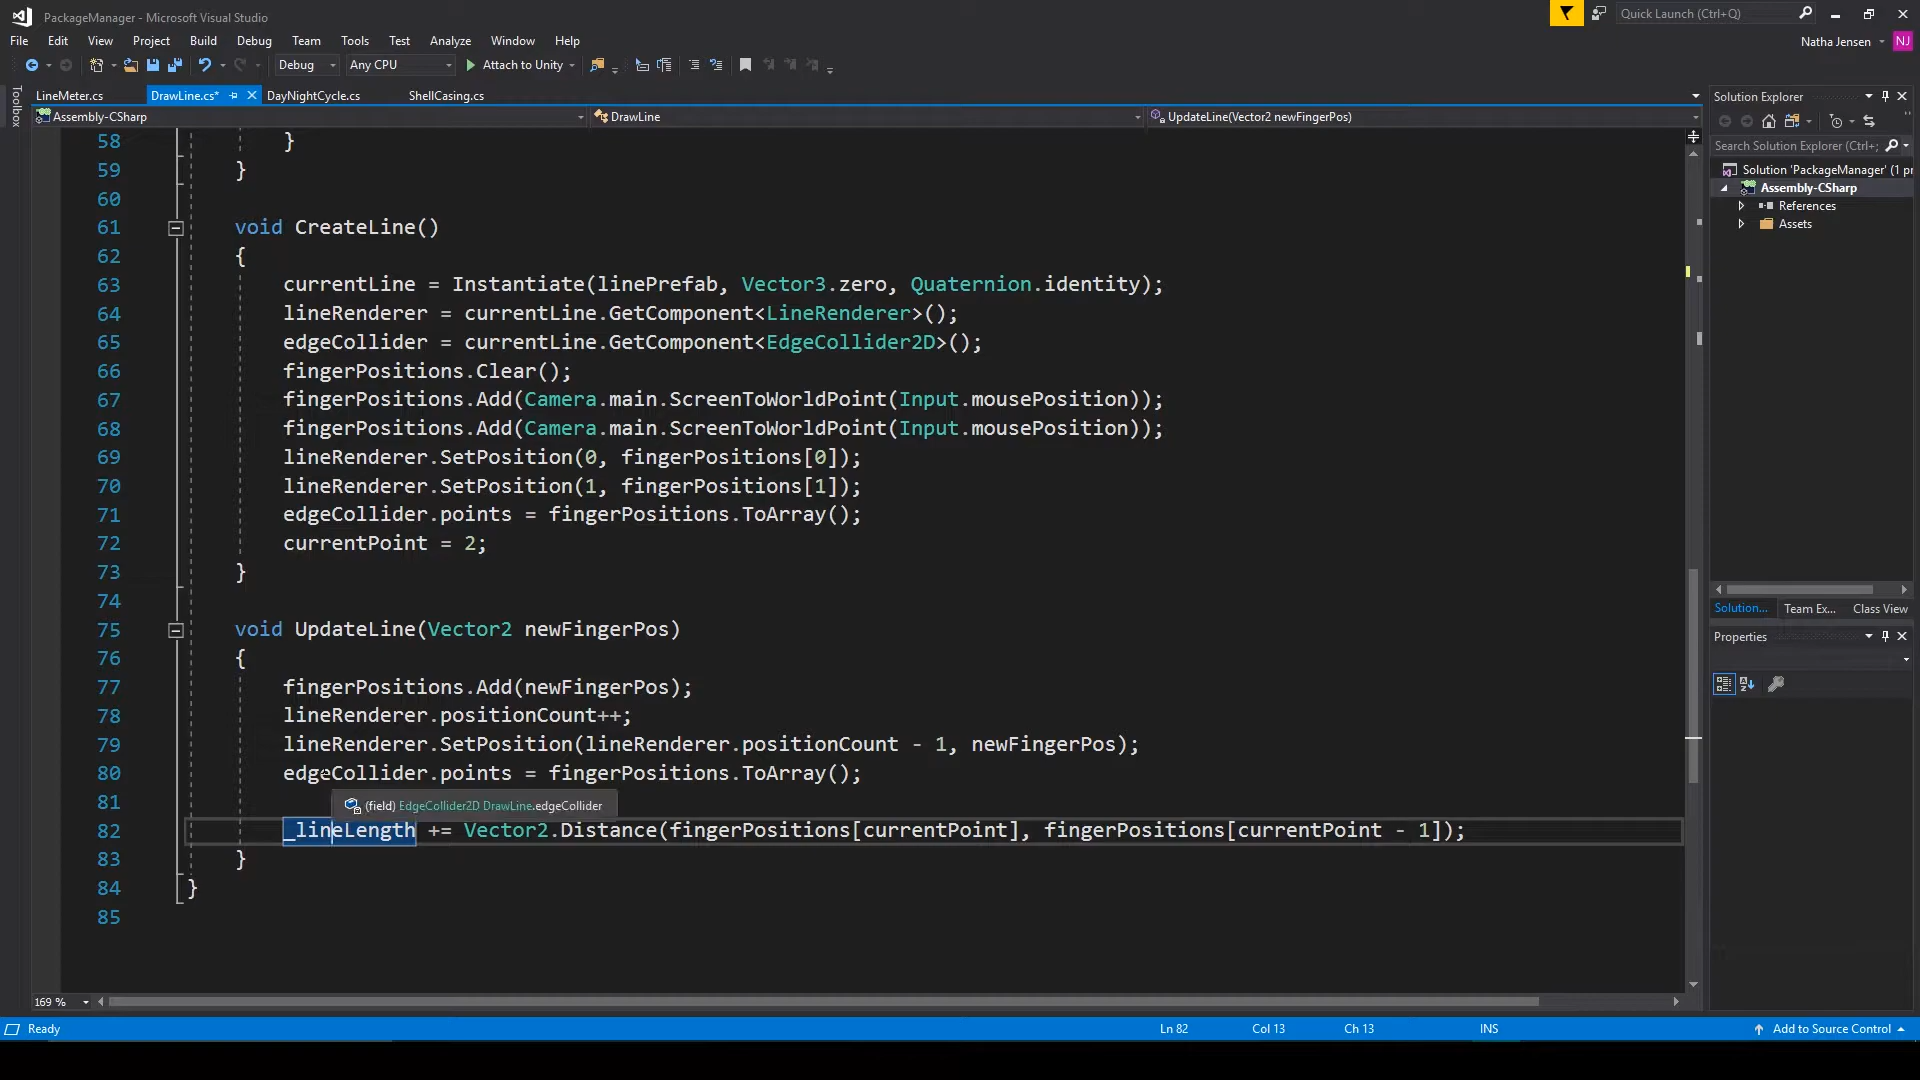 PackageManager - Microsoft Visual Studio
Quick Launch (Ctrl+Q)
File Edit View Project Build Debug Team Tools Test Analyze Window Help
Natha Jensen
NJ
Debug Any CPU Attach to Unity
Toolbox
LineMeter.cs DrawLine.cs* DayNightCycle.cs ShellCasing.cs
Assembly-CSharp DrawLine UpdateLine(Vector2 newFingerPos)
58 }
59 }
60
61 void CreateLine()
62 {
63 currentLine = Instantiate(linePrefab, Vector3.zero, Quaternion.identity);
64 lineRenderer = currentLine.GetComponent<LineRenderer>();
65 edgeCollider = currentLine.GetComponent<EdgeCollider2D>();
66 fingerPositions.Clear();
67 fingerPositions.Add(Camera.main.ScreenToWorldPoint(Input.mousePosition));
68 fingerPositions.Add(Camera.main.ScreenToWorldPoint(Input.mousePosition));
69 lineRenderer.SetPosition(0, fingerPositions[0]);
70 lineRenderer.SetPosition(1, fingerPositions[1]);
71 edgeCollider.points = fingerPositions.ToArray();
72 currentPoint = 2;
73 }
74
75 void UpdateLine(Vector2 newFingerPos)
76 {
77 fingerPositions.Add(newFingerPos);
78 lineRenderer.positionCount++;
79 lineRenderer.SetPosition(lineRenderer.positionCount - 1, newFingerPos);
80 edgeCollider.points = fingerPositions.ToArray();
81
(field) EdgeCollider2D DrawLine.edgeCollider
82 _lineLength += Vector2.Distance(fingerPositions[currentPoint], fingerPositions[currentPoint - 1]);
83 }
84 }
85
169 %
Solution Explorer
Search Solution Explorer (Ctrl+;
Solution 'PackageManager' (1 pr
Assembly-CSharp
References
Assets
Solution... Team Ex... Class View
Properties
Ready Ln 82 Col 13 Ch 13 INS Add to Source Control